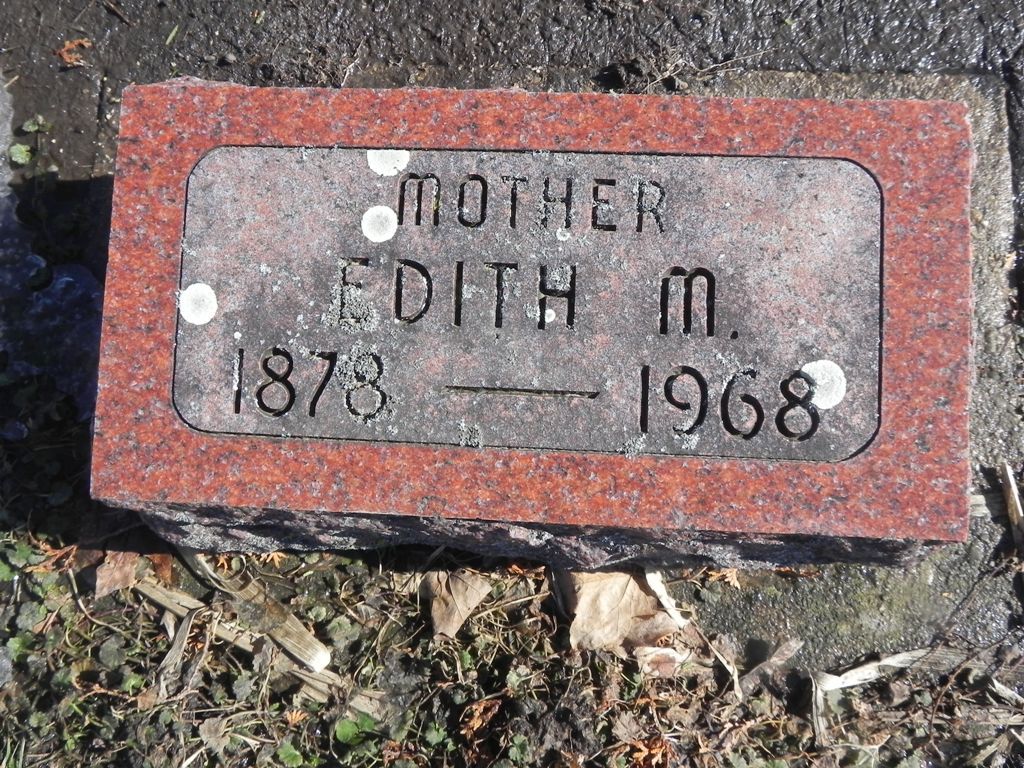 MOTHER
EDITH M.
1878 — 1968